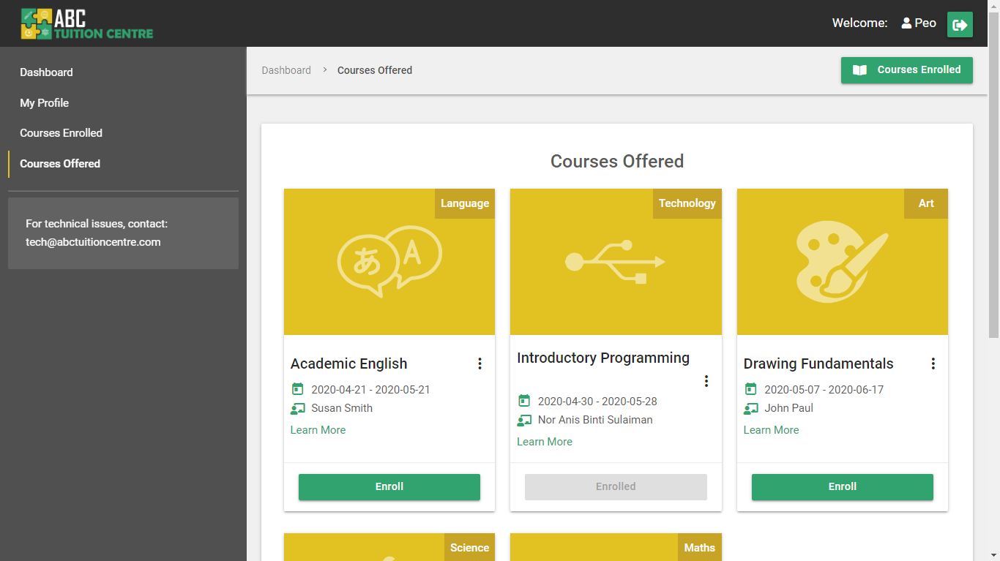 ABC
TUITION CENTRE
Welcome: Peo
Dashboard
My Profile
Courses Enrolled
Courses Offered
For technical issues, contact:
tech@abctuitioncentre.com
Dashboard > Courses Offered
Courses Enrolled
Courses Offered
Language
あ A
Academic English
2020-04-21 - 2020-05-21
Susan Smith
Learn More
Enroll
Technology
Introductory Programming
2020-04-30 - 2020-05-28
Nor Anis Binti Sulaiman
Learn More
Enrolled
Art
Drawing Fundamentals
2020-05-07 - 2020-06-17
John Paul
Learn More
Enroll
Science
Maths